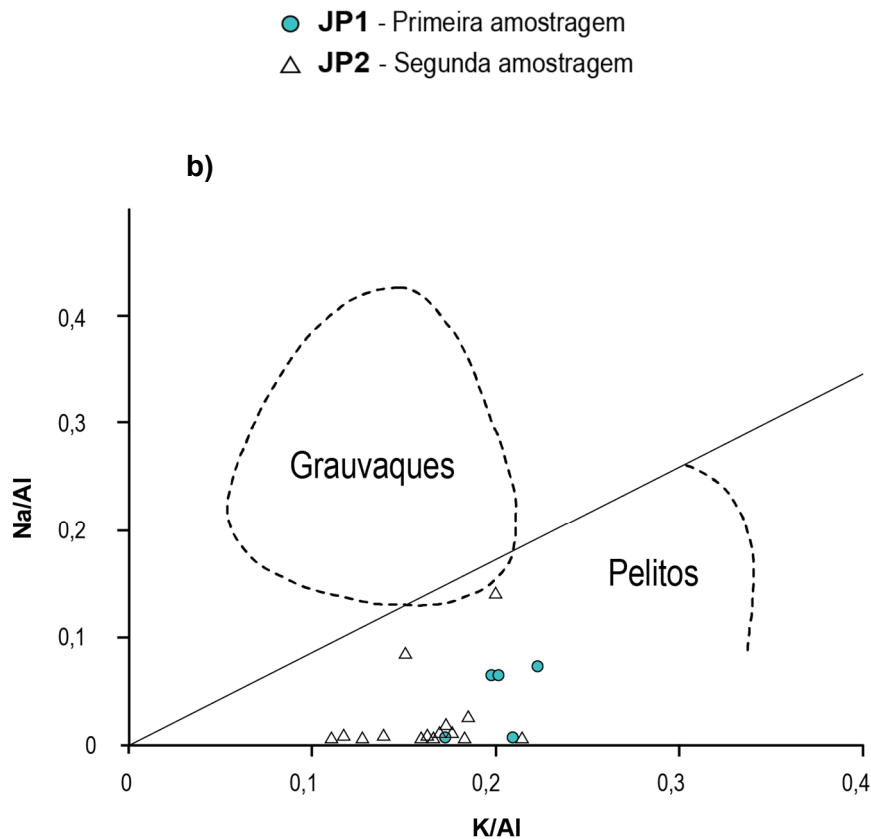 JP1 - Primeira amostragem
JP2 - Segunda amostragem
b)
0,4
0,3
0,2
0,1
0
Na/Al
Grauvaques
Pelitos
0
0,1
0,2
0,3
0,4
K/Al